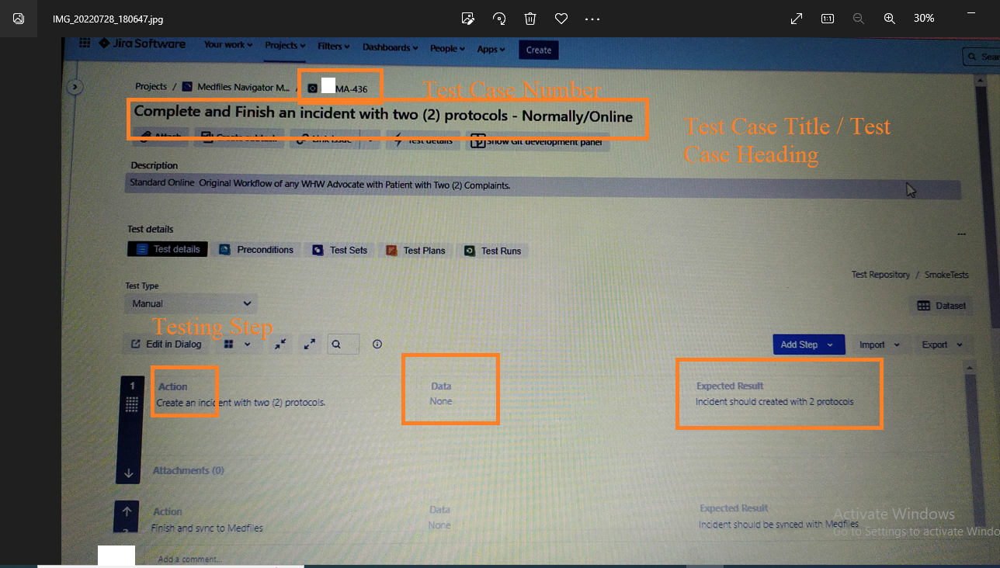 IMG_20220728_180647.jpg
30%
Jira Software Your work Projects Filters Dashboards People Apps Create
Projects / Medfiles Navigator M... / MA-436
Test Case Number
Complete and Finish an incident with two (2) protocols - Normally/Online
Test Case Title / Test
Case Heading
Attach Create subtask Link issue Test details Show Git development panel
Description
Standard Online Original Workflow of any WHW Advocate with Patient with Two (2) Complaints.
Test details
Test details Preconditions Test Sets Test Plans Test Runs
Test Repository / SmokeTests
Test Type
Manual
Dataset
Testing Step
Edit in Dialog
Add Step Import Export
1
Action Data Expected Result
Create an incident with two (2) protocols. None Incident should created with 2 protocols
Attachments (0)
Action Data Expected Result
Finish and sync to Medfiles None Incident should be synced with Medfiles
Activate Windows
Go to Settings to activate Windo
Add a comment...